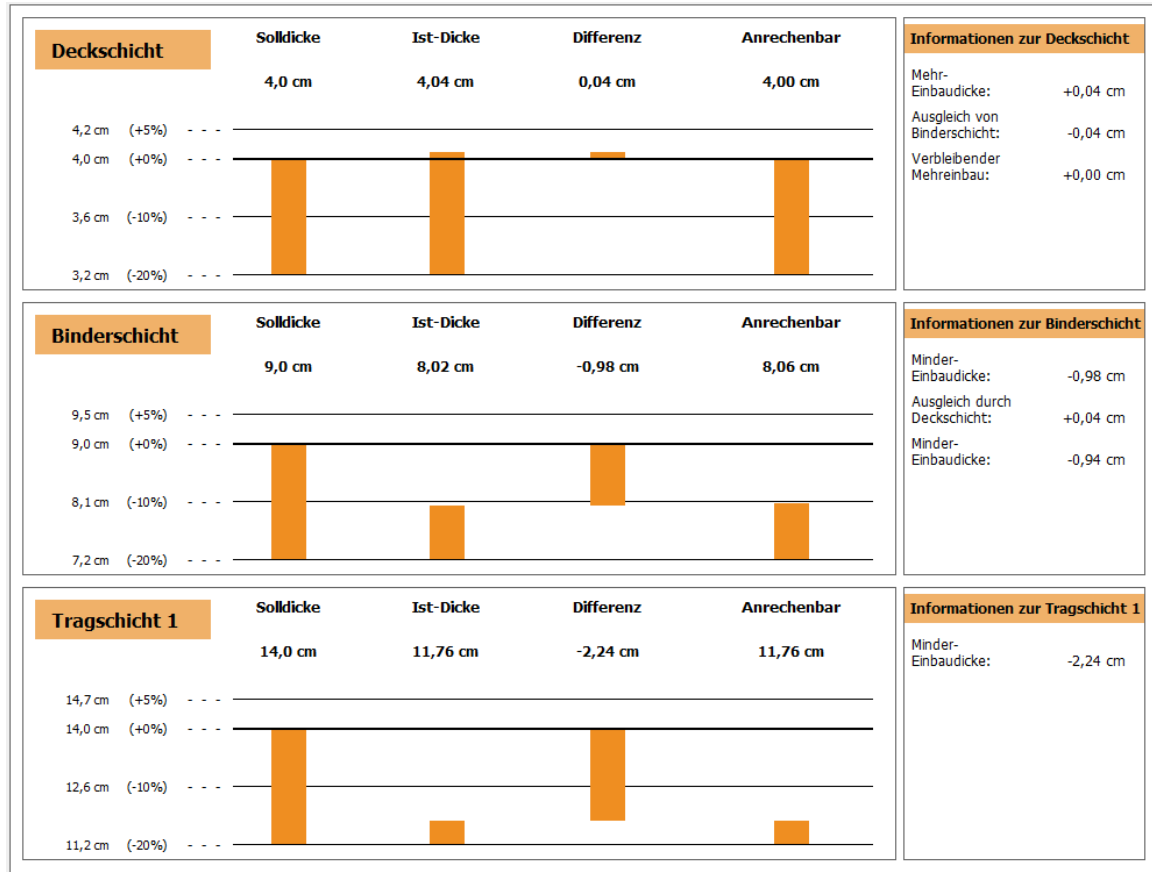 Deckschicht
Solldicke Ist-Dicke Differenz Anrechenbar
4,0 cm 4,04 cm 0,04 cm 4,00 cm
4,2 cm (+5%) - - -
4,0 cm (+0%) - - -
3,6 cm (-10%) - - -
3,2 cm (-20%) - - -
Informationen zur Deckschicht
Mehr-
Einbaudicke: +0,04 cm
Ausgleich von
Binderschicht: -0,04 cm
Verbleibender
Mehreinbau: +0,00 cm
Binderschicht
Solldicke Ist-Dicke Differenz Anrechenbar
9,0 cm 8,02 cm -0,98 cm 8,06 cm
9,5 cm (+5%) - - -
9,0 cm (+0%) - - -
8,1 cm (-10%) - - -
7,2 cm (-20%) - - -
Informationen zur Binderschicht
Minder-
Einbaudicke: -0,98 cm
Ausgleich durch
Deckschicht: +0,04 cm
Minder-
Einbaudicke: -0,94 cm
Tragschicht 1
Solldicke Ist-Dicke Differenz Anrechenbar
14,0 cm 11,76 cm -2,24 cm 11,76 cm
14,7 cm (+5%) - - -
14,0 cm (+0%) - - -
12,6 cm (-10%) - - -
11,2 cm (-20%) - - -
Informationen zur Tragschicht 1
Minder-
Einbaudicke: -2,24 cm